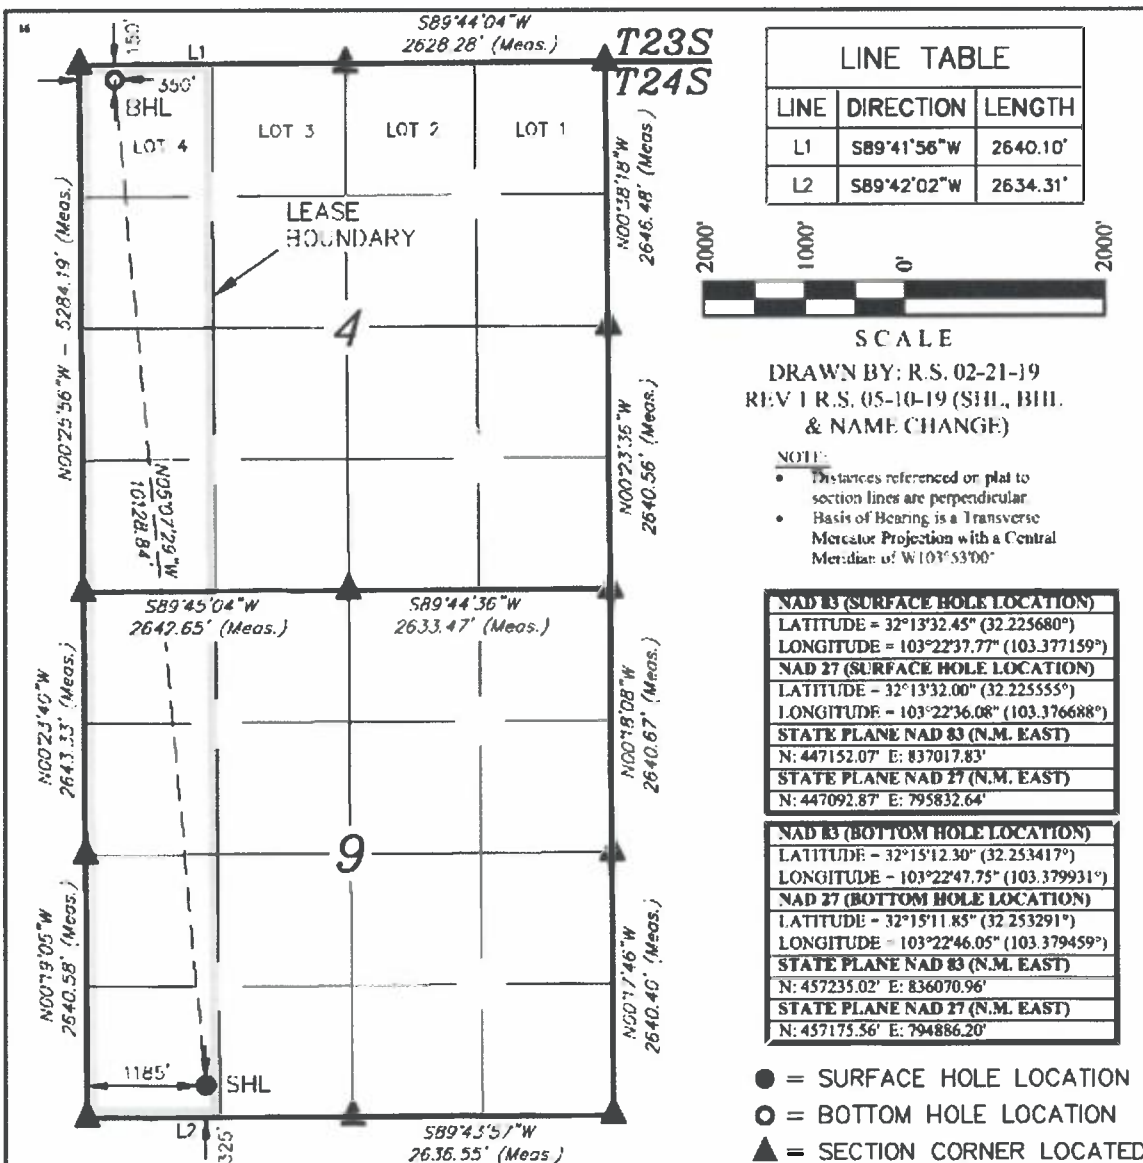 S89°44'04"W
2628.28' (Meas.)
T23S
T24S
150'
L1
350'
BHL
LOT 4
LOT 3
LOT 2
LOT 1
LEASE
BOUNDARY
N00°25'56"W - 5284.19' (Meas.)
N00°38'18"W
2646.48' (Meas.)
4
N00°23'36"W
2640.56' (Meas.)
N05°07'29"W
10128.84'
S89°45'04"W
2642.65' (Meas.)
S89°44'36"W
2633.47' (Meas.)
N00°23'40"W
2643.33' (Meas.)
N00°18'08"W
2640.67' (Meas.)
9
N00°19'05"W
2640.58' (Meas.)
N00°17'46"W
2640.40' (Meas.)
1185'
SHL
L2
325'
S89°43'57"W
2636.55' (Meas.)
LINE TABLE
LINE DIRECTION LENGTH
L1 S89°41'56"W 2640.10'
L2 S89°42'02"W 2634.31'
2000' 1000' 0' 2000'
SCALE
DRAWN BY: R.S. 02-21-19
REV 1 R.S. 05-10-19 (SHL, BHL
& NAME CHANGE)
NOTE:
• Distances referenced on plat to
section lines are perpendicular.
• Basis of Bearing is a Transverse
Mercator Projection with a Central
Meridian of W103°53'00"
NAD 83 (SURFACE HOLE LOCATION)
LATITUDE = 32°13'32.45" (32.225680°)
LONGITUDE = 103°22'37.77" (103.377159°)
NAD 27 (SURFACE HOLE LOCATION)
LATITUDE = 32°13'32.00" (32.225555°)
LONGITUDE = 103°22'36.08" (103.376688°)
STATE PLANE NAD 83 (N.M. EAST)
N: 447152.07' E: 837017.83'
STATE PLANE NAD 27 (N.M. EAST)
N: 447092.87' E: 795832.64'
NAD 83 (BOTTOM HOLE LOCATION)
LATITUDE = 32°15'12.30" (32.253417°)
LONGITUDE = 103°22'47.75" (103.379931°)
NAD 27 (BOTTOM HOLE LOCATION)
LATITUDE = 32°15'11.85" (32.253291°)
LONGITUDE = 103°22'46.05" (103.379459°)
STATE PLANE NAD 83 (N.M. EAST)
N: 457235.02' E: 836070.96'
STATE PLANE NAD 27 (N.M. EAST)
N: 457175.56' E: 794886.20'
= SURFACE HOLE LOCATION
= BOTTOM HOLE LOCATION
= SECTION CORNER LOCATED